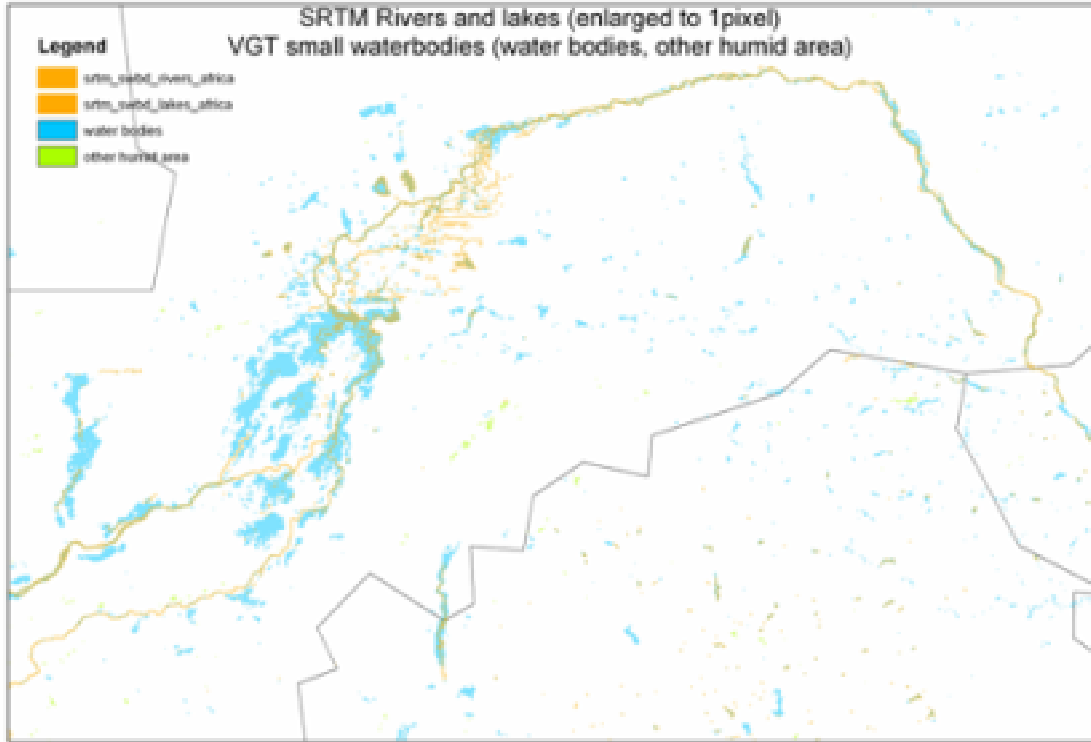 SRTM Rivers and lakes (enlarged to 1pixel)
VGT small waterbodies (water bodies, other humid area)
Legend
srtm_swbd_rivers_africa
srtm_swbd_lakes_africa
water bodies
other humid area